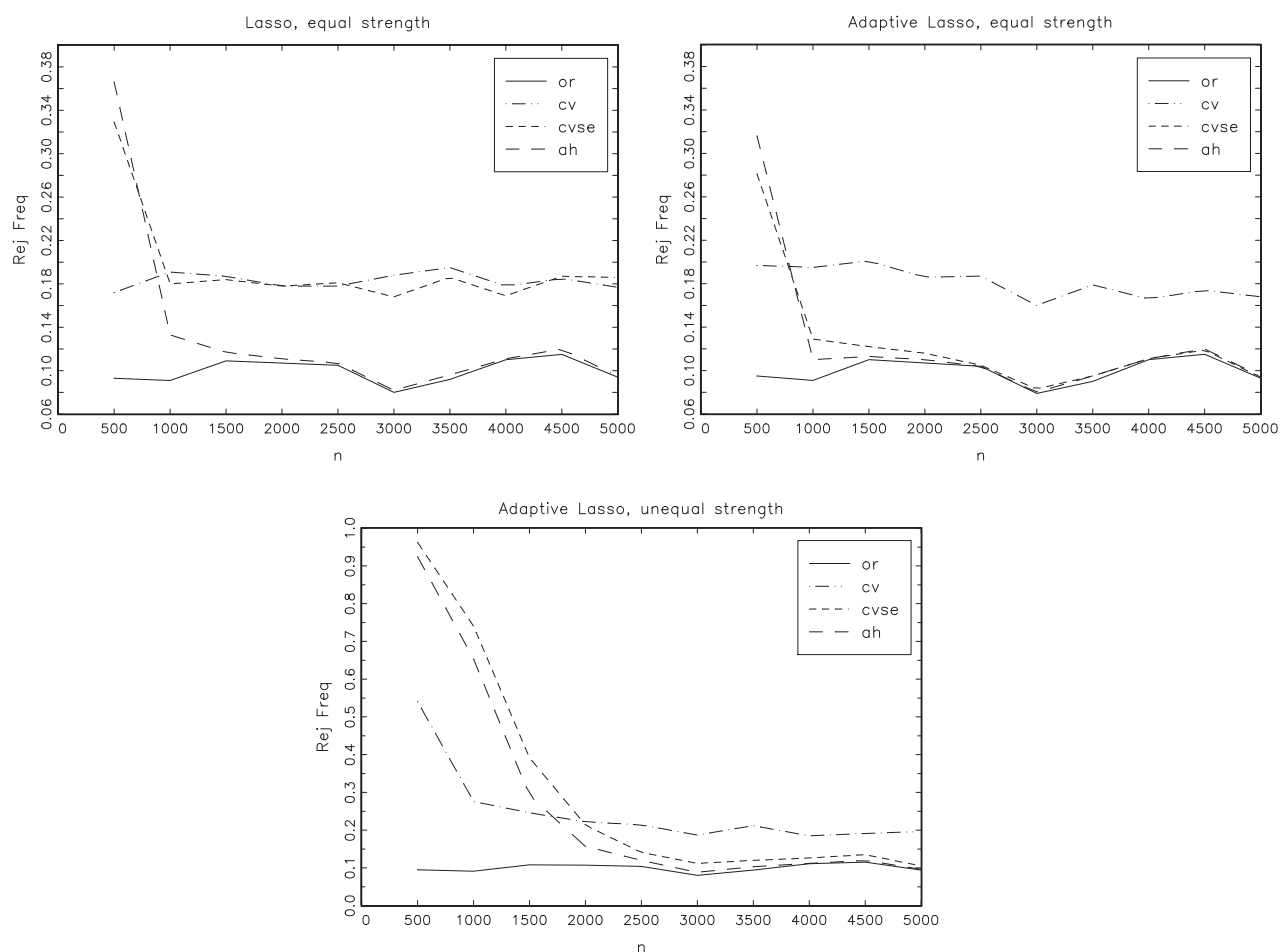 Lasso, equal strength
Rej Freq
0.38
0.34
0.30
0.26
0.22
0.18
0.14
0.10
0.06
or
cv
cvse
ah
0 500 1000 1500 2000 2500 3000 3500 4000 4500 5000
n
Adaptive Lasso, equal strength
Rej Freq
0.38
0.34
0.30
0.26
0.22
0.18
0.14
0.10
0.06
or
cv
cvse
ah
0 500 1000 1500 2000 2500 3000 3500 4000 4500 5000
n
Adaptive Lasso, unequal strength
Rej Freq
1.0
0.9
0.8
0.7
0.6
0.5
0.4
0.3
0.2
0.1
0.0
or
cv
cvse
ah
0 500 1000 1500 2000 2500 3000 3500 4000 4500 5000
n